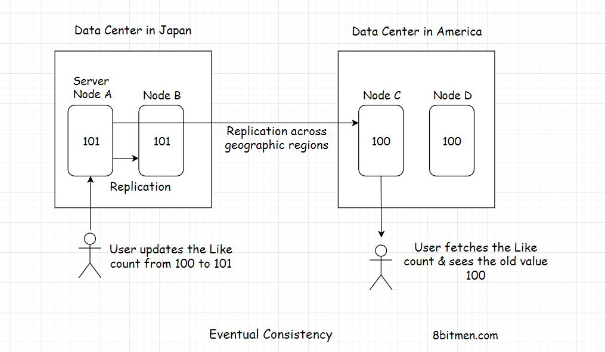 Data Center in Japan
Data Center in America
Server
Node A
Node B
Node C
Node D
101
101
100
100
Replication across
geographic regions
Replication
User updates the Like
count from 100 to 101
User fetches the Like
count & sees the old value
100
Eventual Consistency
8bitmen.com